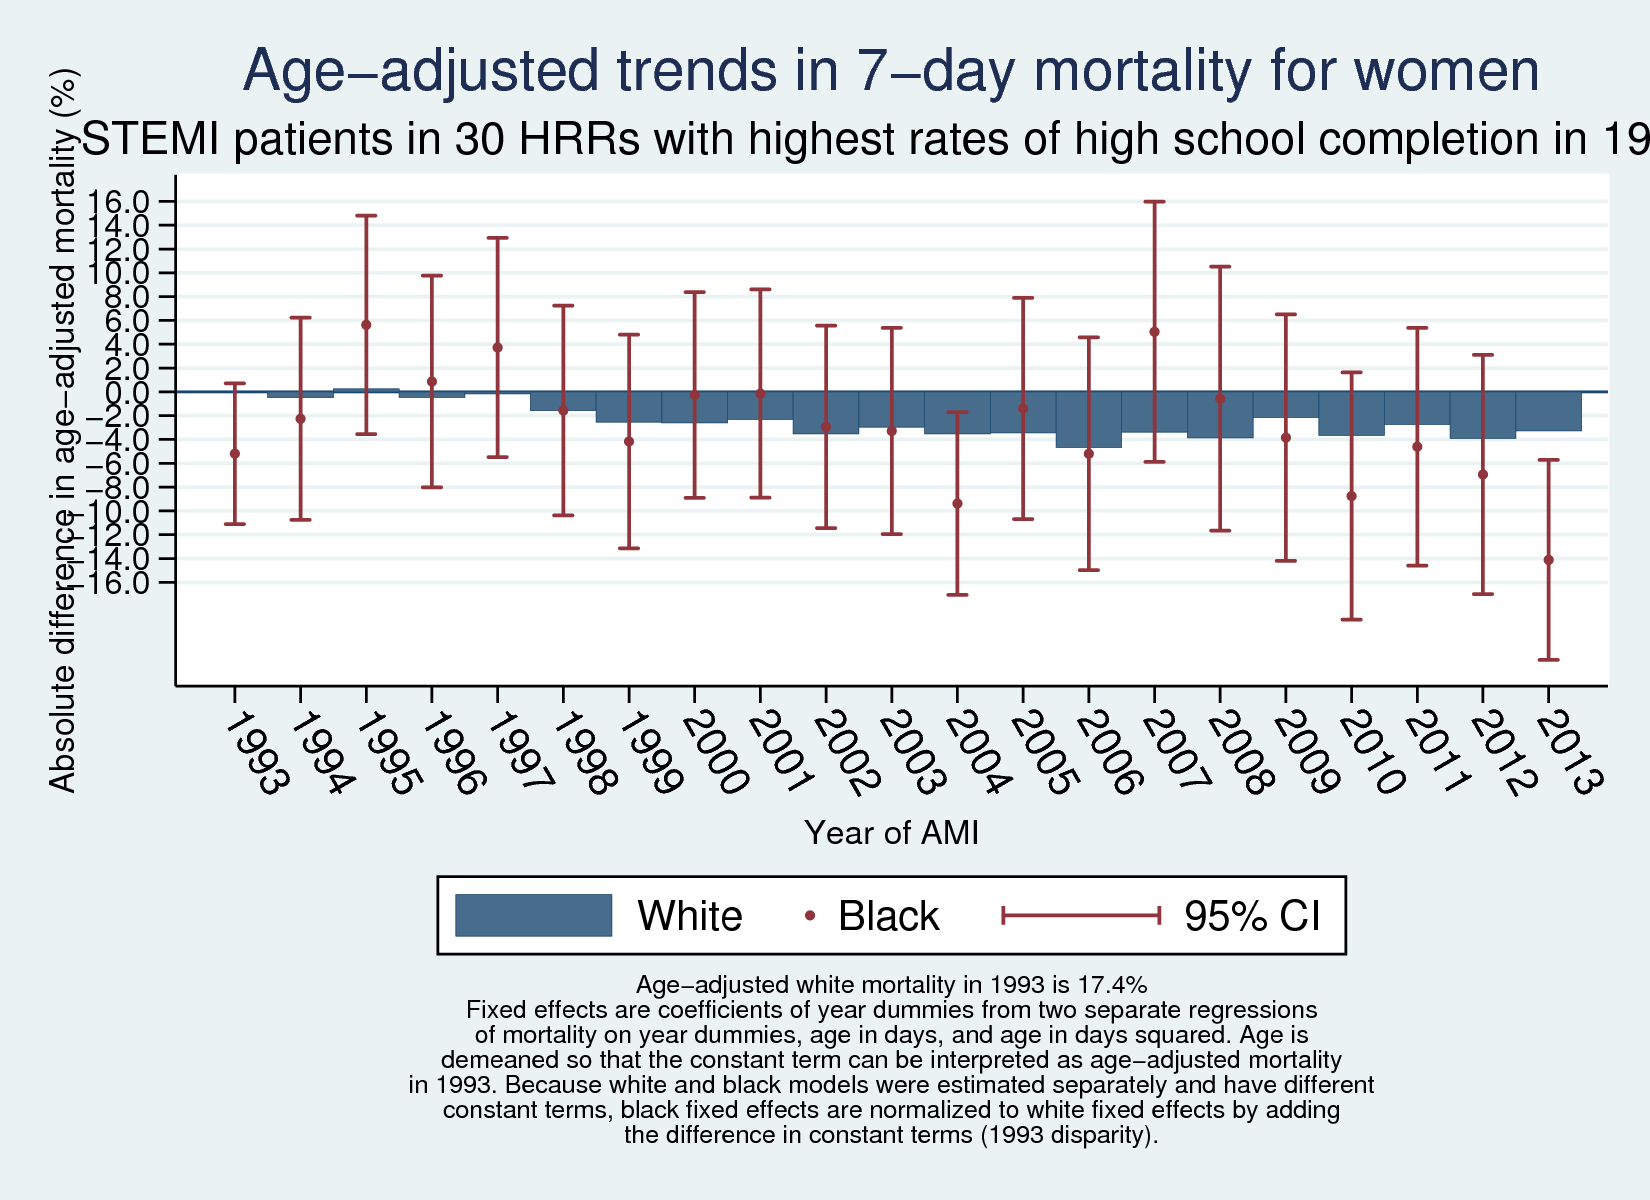 Age−adjusted trends in 7−day mortality for women
STEMI patients in 30 HRRs with highest rates of high school completion in 19
Absolute difference in age−adjusted mortality (%)
16.0
14.0
12.0
10.0
8.0
6.0
4.0
2.0
0.0
−2.0
−4.0
−6.0
−8.0
−10.0
−12.0
−14.0
−16.0
1993
1994
1995
1996
1997
1998
1999
2000
2001
2002
2003
2004
2005
2006
2007
2008
2009
2010
2011
2012
2013
Year of AMI
White
Black
95% CI
Age−adjusted white mortality in 1993 is 17.4%
Fixed effects are coefficients of year dummies from two separate regressions
of mortality on year dummies, age in days, and age in days squared. Age is
demeaned so that the constant term can be interpreted as age−adjusted mortality
in 1993. Because white and black models were estimated separately and have different
constant terms, black fixed effects are normalized to white fixed effects by adding
the difference in constant terms (1993 disparity).